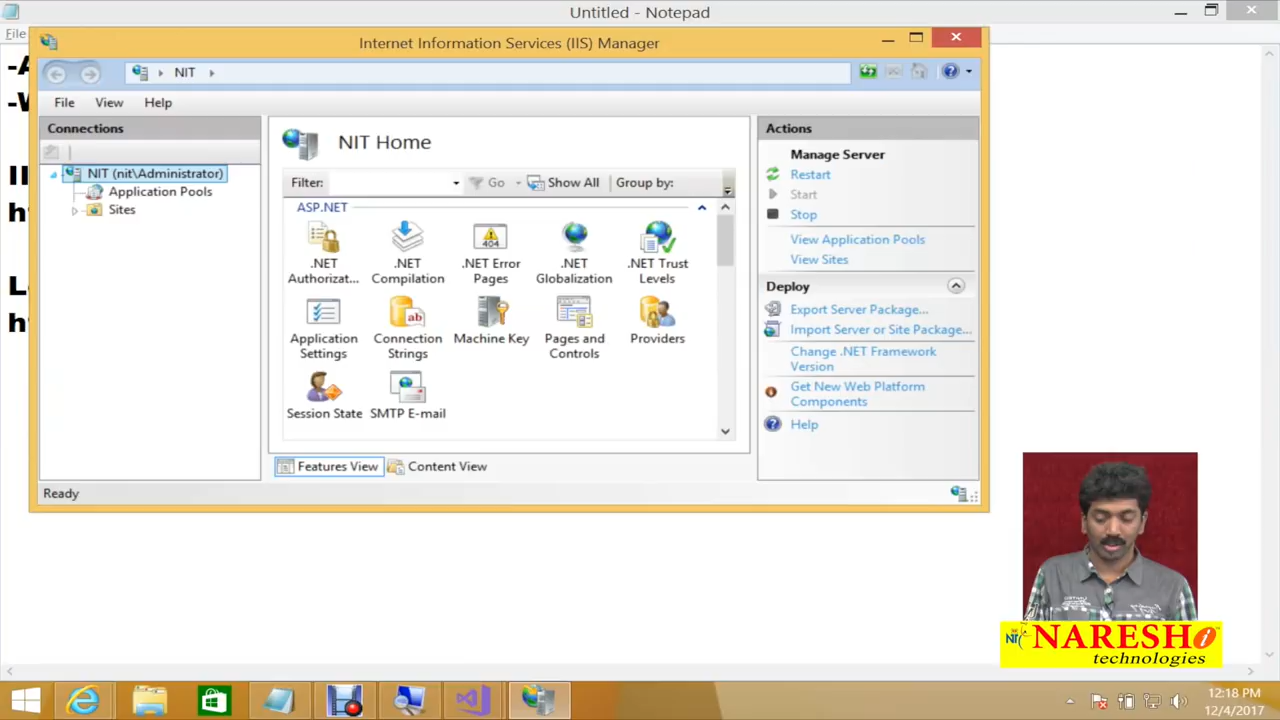 Untitled - Notepad
File
Internet Information Services (IIS) Manager
NIT
File View Help
Connections
NIT (nit\Administrator)
Application Pools
Sites
NIT Home
Filter: Go Show All Group by:
ASP.NET
.NET Authorizat...
.NET Compilation
.NET Error Pages
.NET Globalization
.NET Trust Levels
Application Settings
Connection Strings
Machine Key
Pages and Controls
Providers
Session State
SMTP E-mail
Features View
Content View
Ready
Actions
Manage Server
Restart
Start
Stop
View Application Pools
View Sites
Deploy
Export Server Package...
Import Server or Site Package...
Change .NET Framework
Version
Get New Web Platform
Components
Help
NARESH i
technologies
12:18 PM
12/4/2017